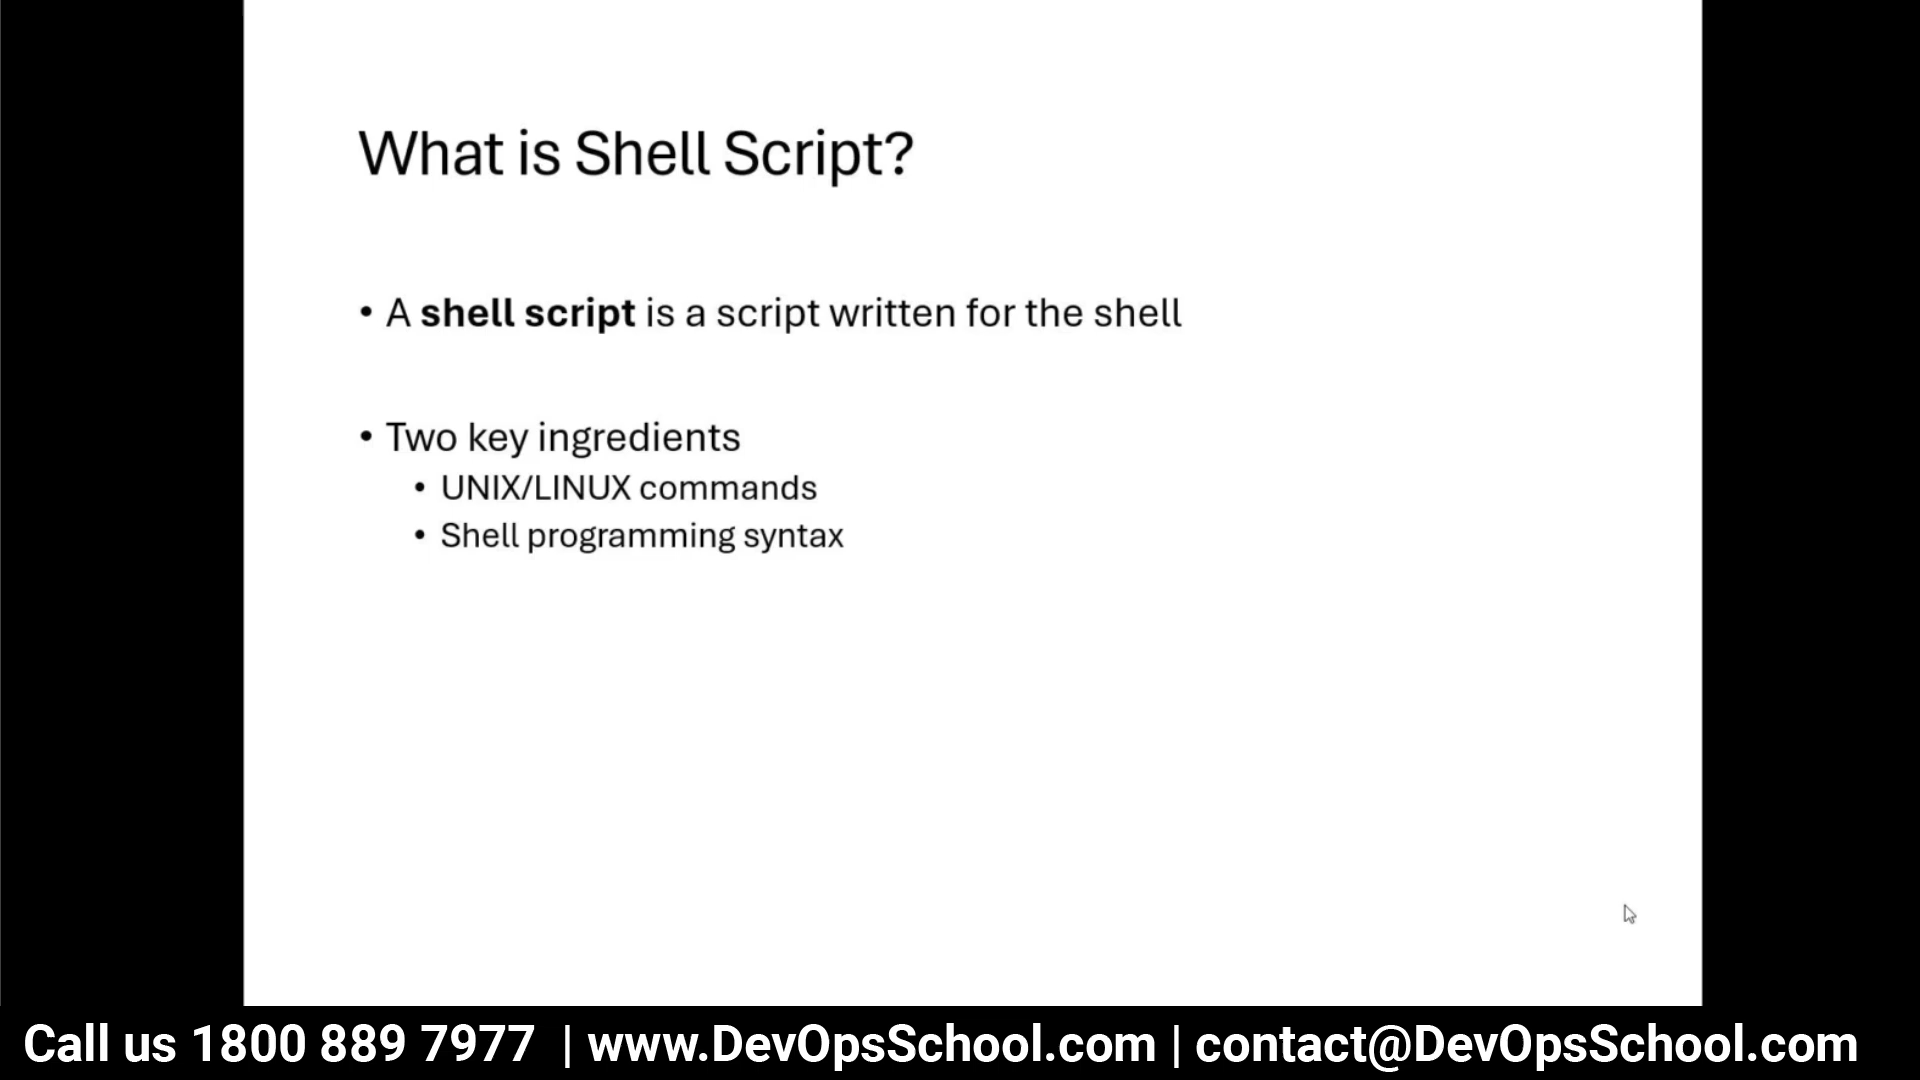 What is Shell Script?
• A shell script is a script written for the shell
• Two key ingredients
• UNIX/LINUX commands
• Shell programming syntax
Call us 1800 889 7977 | www.DevOpsSchool.com | contact@DevOpsSchool.com